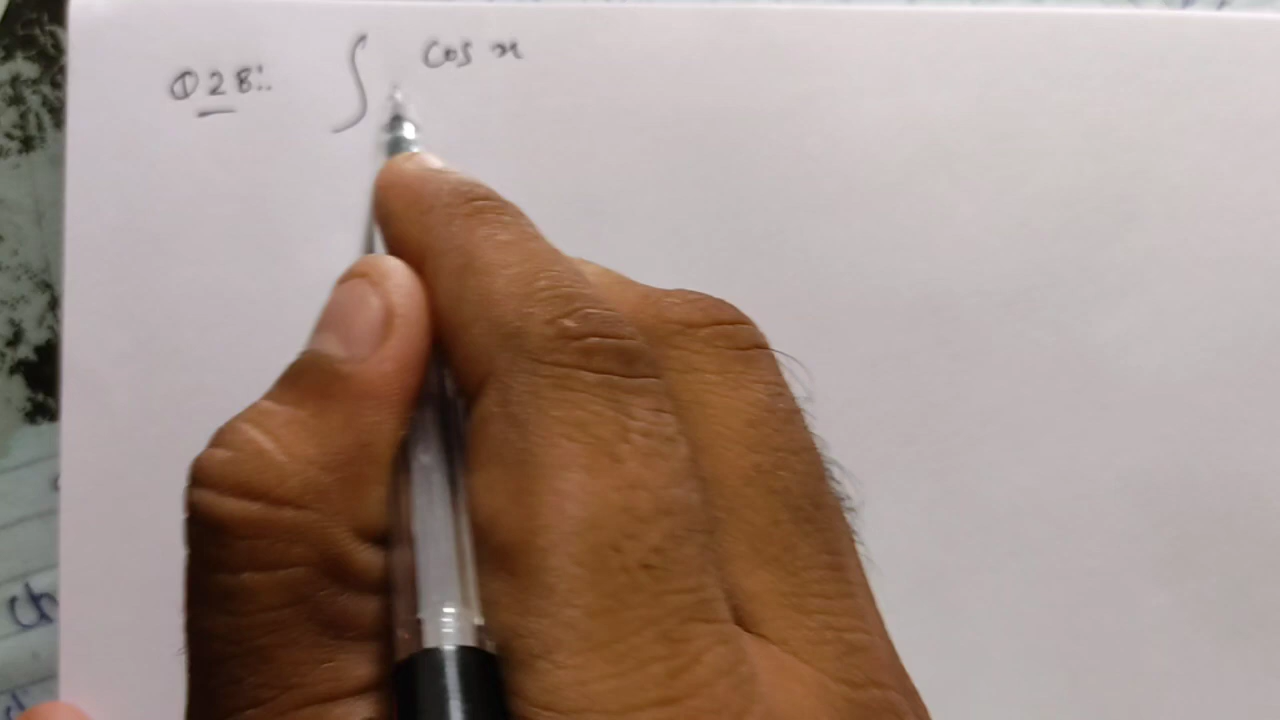 Q28:. ∫ cos x